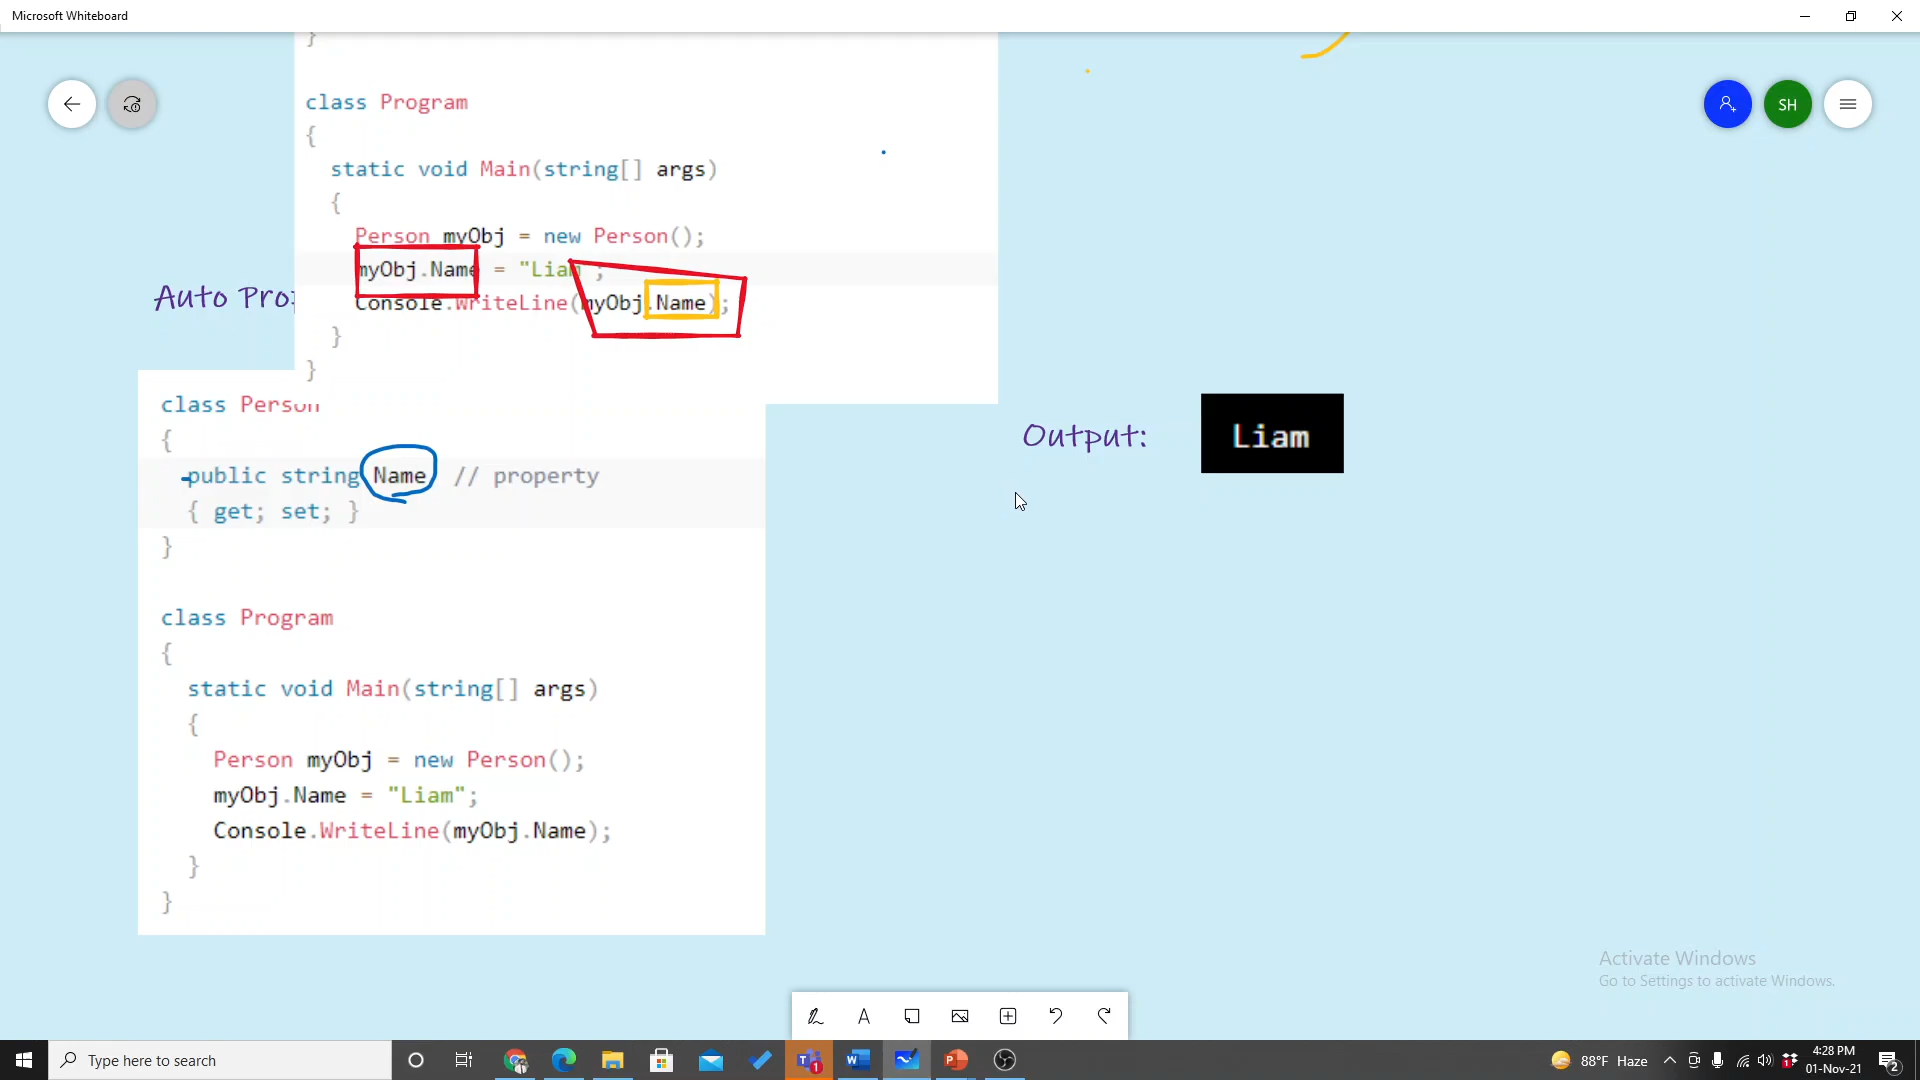 Microsoft Whiteboard
}
class Program
{
static void Main(string[] args)
{
Person myObj = new Person();
myObj.Name = "Liam";
Console.WriteLine(myObj.Name);
}
}
SH
Auto Prop
class Person
{
public string Name // property
{ get; set; }
}
class Program
{
static void Main(string[] args)
{
Person myObj = new Person();
myObj.Name = "Liam";
Console.WriteLine(myObj.Name);
}
}
Output:
Liam
Activate Windows
Go to Settings to activate Windows.
Type here to search
88°F Haze
4:28 PM
01-Nov-21
2